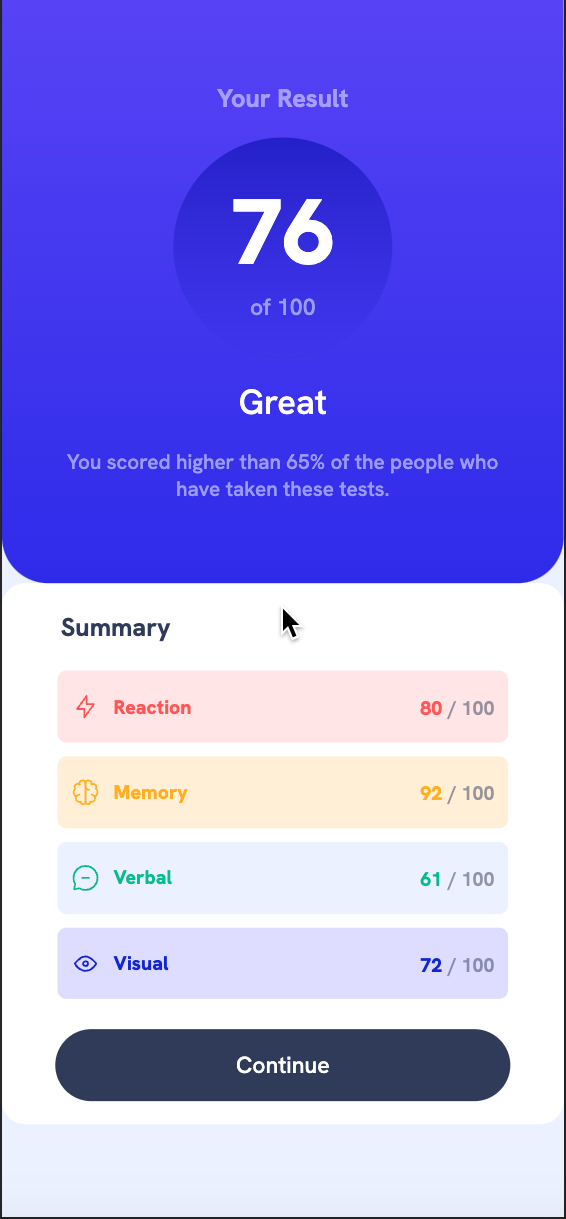 Your Result
76
of 100
Great
You scored higher than 65% of the people who
have taken these tests.
Summary
Reaction 80 / 100
Memory 92 / 100
Verbal 61 / 100
Visual 72 / 100
Continue